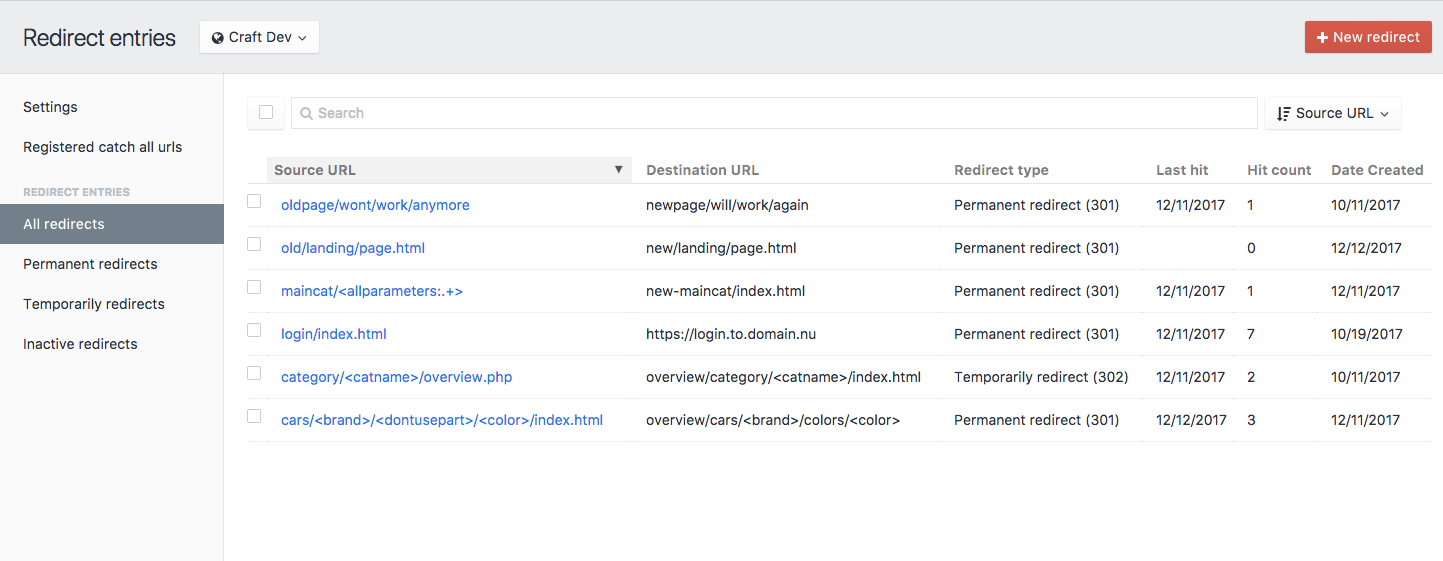 Redirect entries Craft Dev New redirect
Settings
Registered catch all urls
REDIRECT ENTRIES
All redirects
Permanent redirects
Temporarily redirects
Inactive redirects
Search Source URL
Source URL Destination URL Redirect type Last hit Hit count Date Created
oldpage/wont/work/anymore newpage/will/work/again Permanent redirect (301) 12/11/2017 1 10/11/2017
old/landing/page.html new/landing/page.html Permanent redirect (301) 0 12/12/2017
maincat/<allparameters:.+> new-maincat/index.html Permanent redirect (301) 12/11/2017 1 12/11/2017
login/index.html https://login.to.domain.nu Permanent redirect (301) 12/11/2017 7 10/19/2017
category/<catname>/overview.php overview/category/<catname>/index.html Temporarily redirect (302) 12/11/2017 2 10/11/2017
cars/<brand>/<dontusepart>/<color>/index.html overview/cars/<brand>/colors/<color> Permanent redirect (301) 12/12/2017 3 12/11/2017